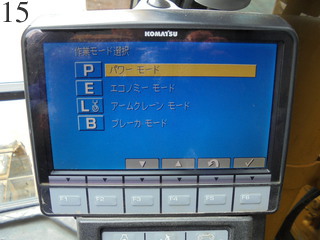 15
KOMATSU
作業モード選択
P パワー モード
E エコノミー モード
L アームクレーン モード
B ブレーカ モード
F1 F2 F3 F4 F5 F6